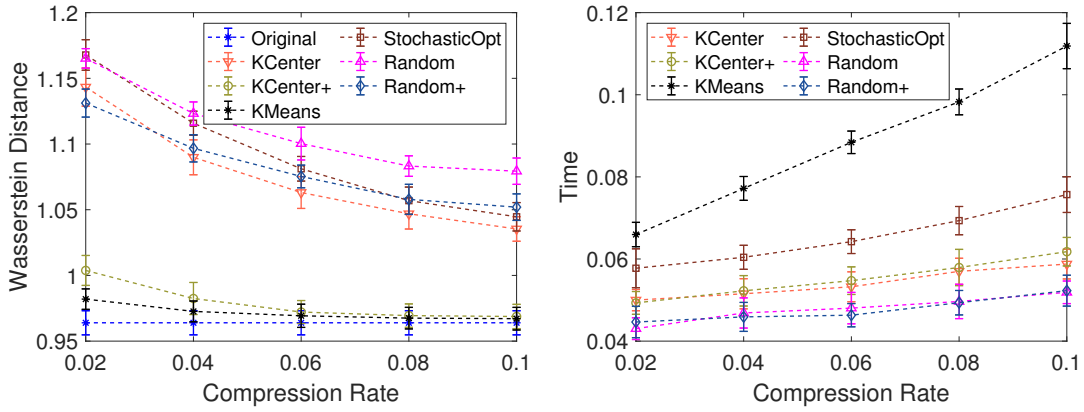 1.2
1.15
1.1
1.05
1
0.95
Wasserstein Distance
Original
KCenter
KCenter+
KMeans
StochasticOpt
Random
Random+
0.02 0.04 0.06 0.08 0.1
Compression Rate
0.12
0.1
0.08
0.06
0.04
Time
KCenter
KCenter+
KMeans
StochasticOpt
Random
Random+
0.02 0.04 0.06 0.08 0.1
Compression Rate